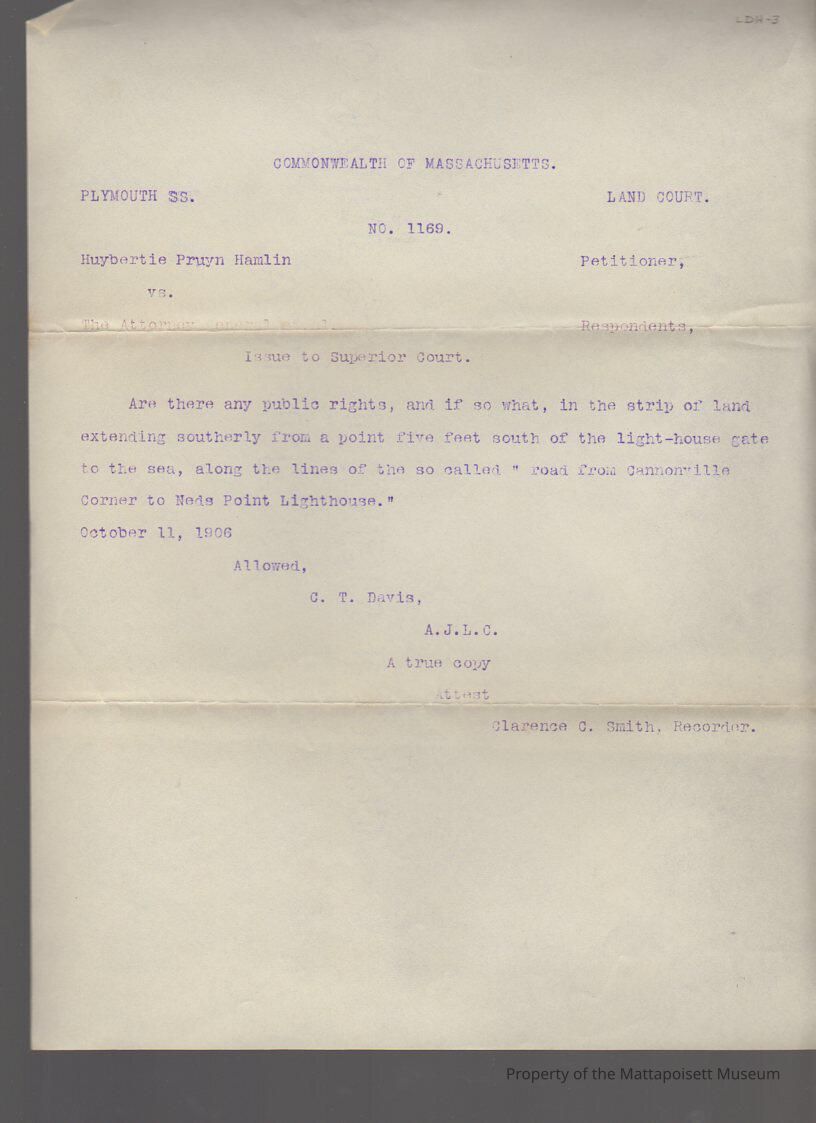 LDH-3
COMMONWEALTH OF MASSACHUSETTS.
PLYMOUTH SS. LAND COURT.
NO. 1169.
Huybertie Pruyn Hamlin Petitioner,
vs.
The Attorney Respondents,
Issue to Superior Court.
Are there any public rights, and if so what, in the strip of land
extending southerly from a point five feet south of the light-house gate
to the sea, along the lines of the so called " road from Cannonville
Corner to Neds Point Lighthouse."
October 11, 1906
Allowed,
C. T. Davis,
A.J.L.C.
A true copy
Attest
Clarence C. Smith, Recorder.
Property of the Mattapoisett Museum